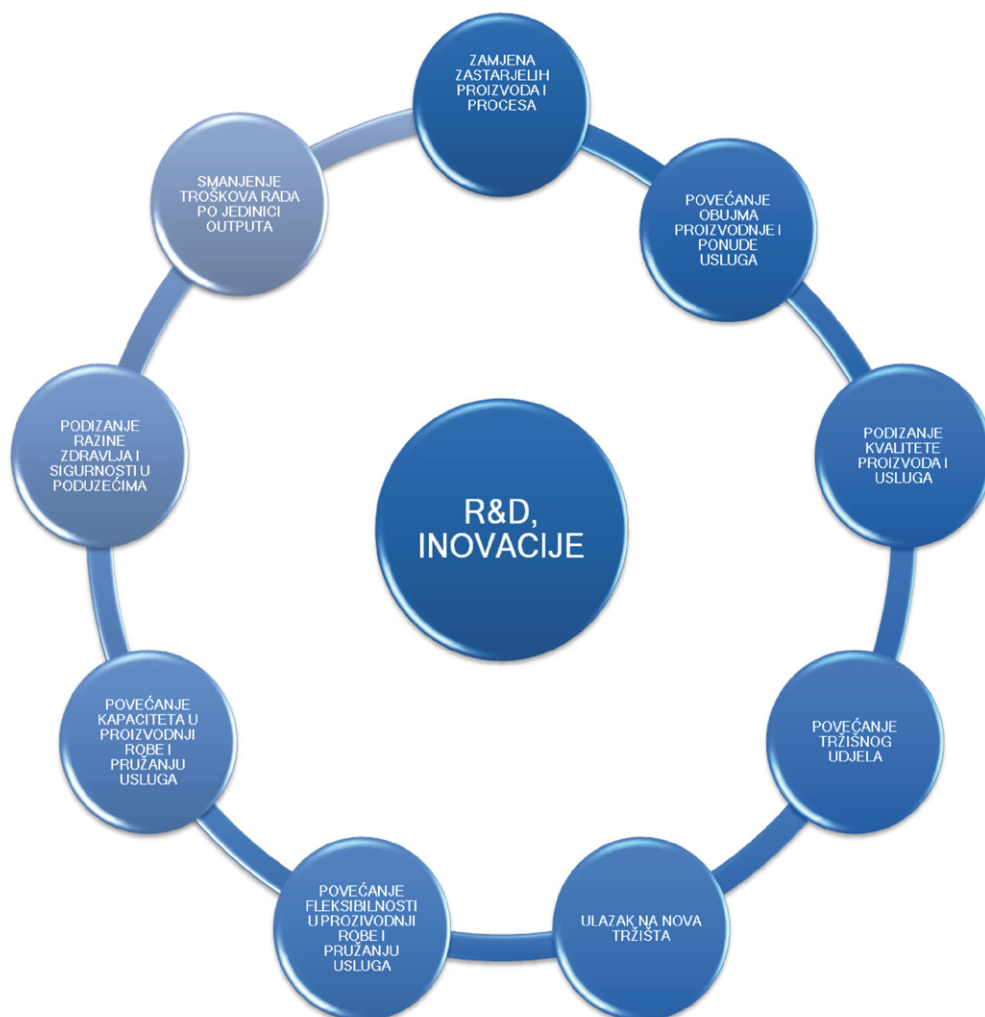 ZAMJENA
ZASTARJELIH
PROIZVODA I
PROCESA
POVEĆANJE
OBUJMA
PROIZVODNJE I
PONUDE
USLUGA
PODIZANJE
KVALITETE
PROIZVODA I
USLUGA
POVEĆANJE
TRŽIŠNOG
UDJELA
ULAZAK NA NOVA
TRŽIŠTA
POVEĆANJE
FLEKSIBILNOSTI
U PROZIVODNJI
ROBE I
PRUŽANJU
USLUGA
POVEĆANJE
KAPACITETA U
PROIZVODNJI
ROBE I
PRUŽANJU
USLUGA
PODIZANJE
RAZINE
ZDRAVLJA I
SIGURNOSTI U
PODUZEĆIMA
SMANJENJE
TROŠKOVA RADA
PO JEDINICI
OUTPUTA
R&D,
INOVACIJE